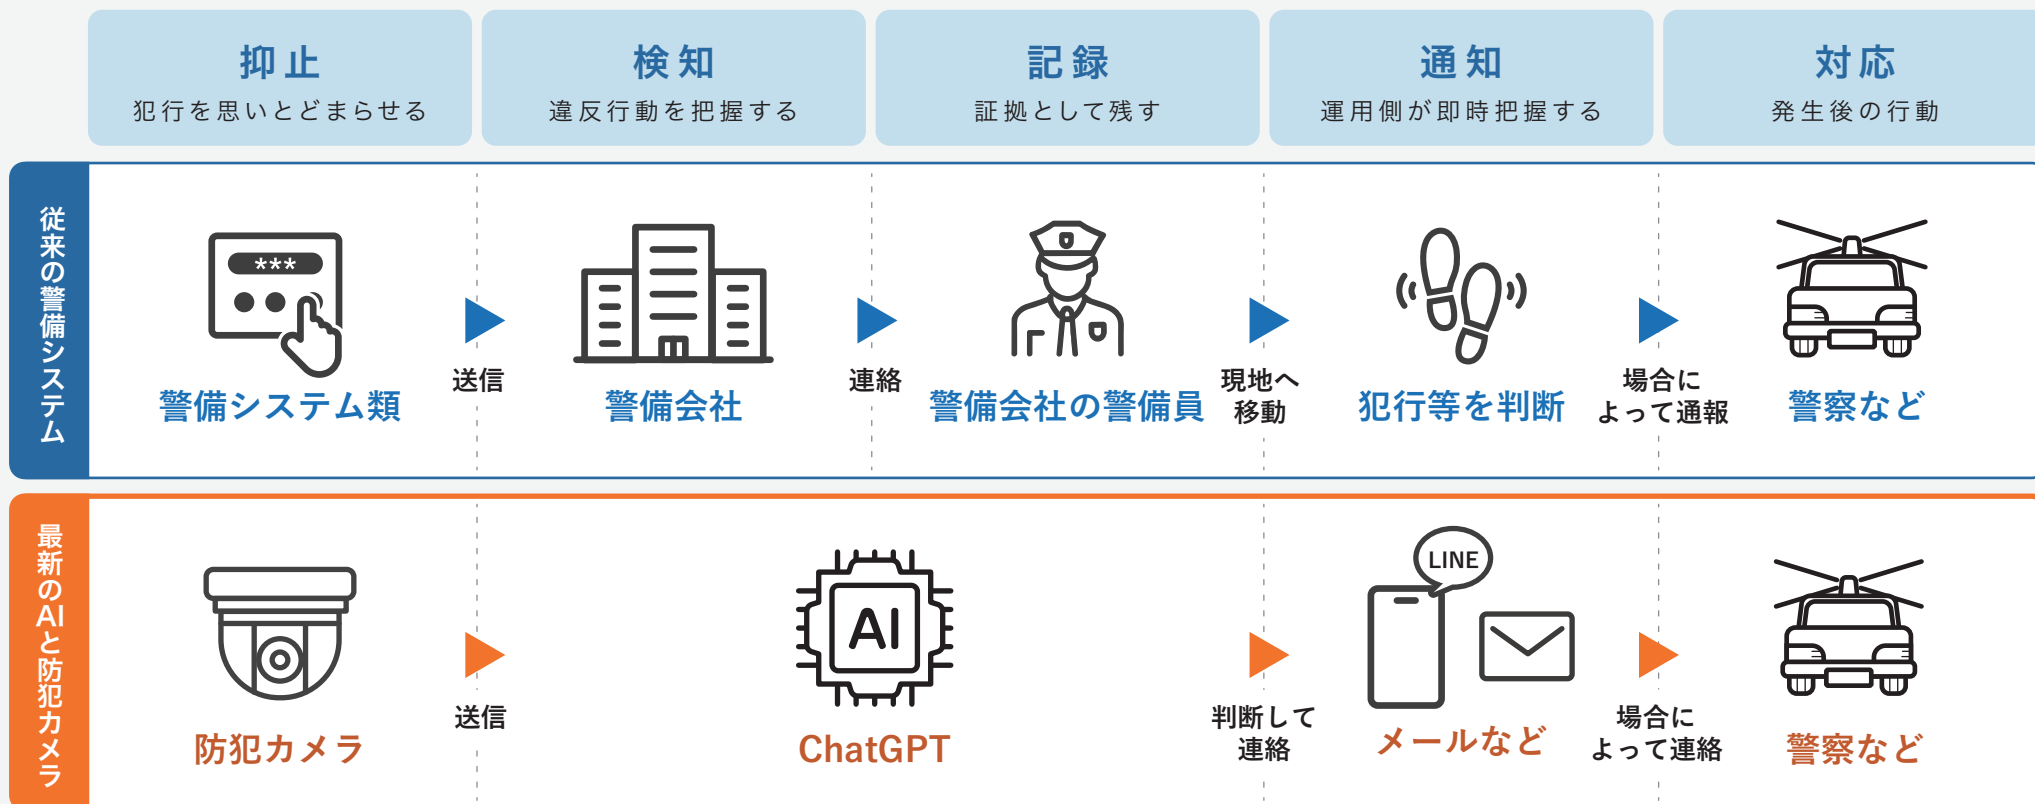 抑止
犯行を思いとどまらせる
検知
違反行動を把握する
記録
証拠として残す
通知
運用側が即時把握する
対応
発生後の行動
従来の警備システム
***
警備システム類
送信
警備会社
連絡
警備会社の警備員
現地へ
移動
犯行等を判断
場合に
よって通報
警察など
最新のAIと防犯カメラ
防犯カメラ
送信
AI
ChatGPT
判断して
連絡
LINE
メールなど
場合に
よって連絡
警察など